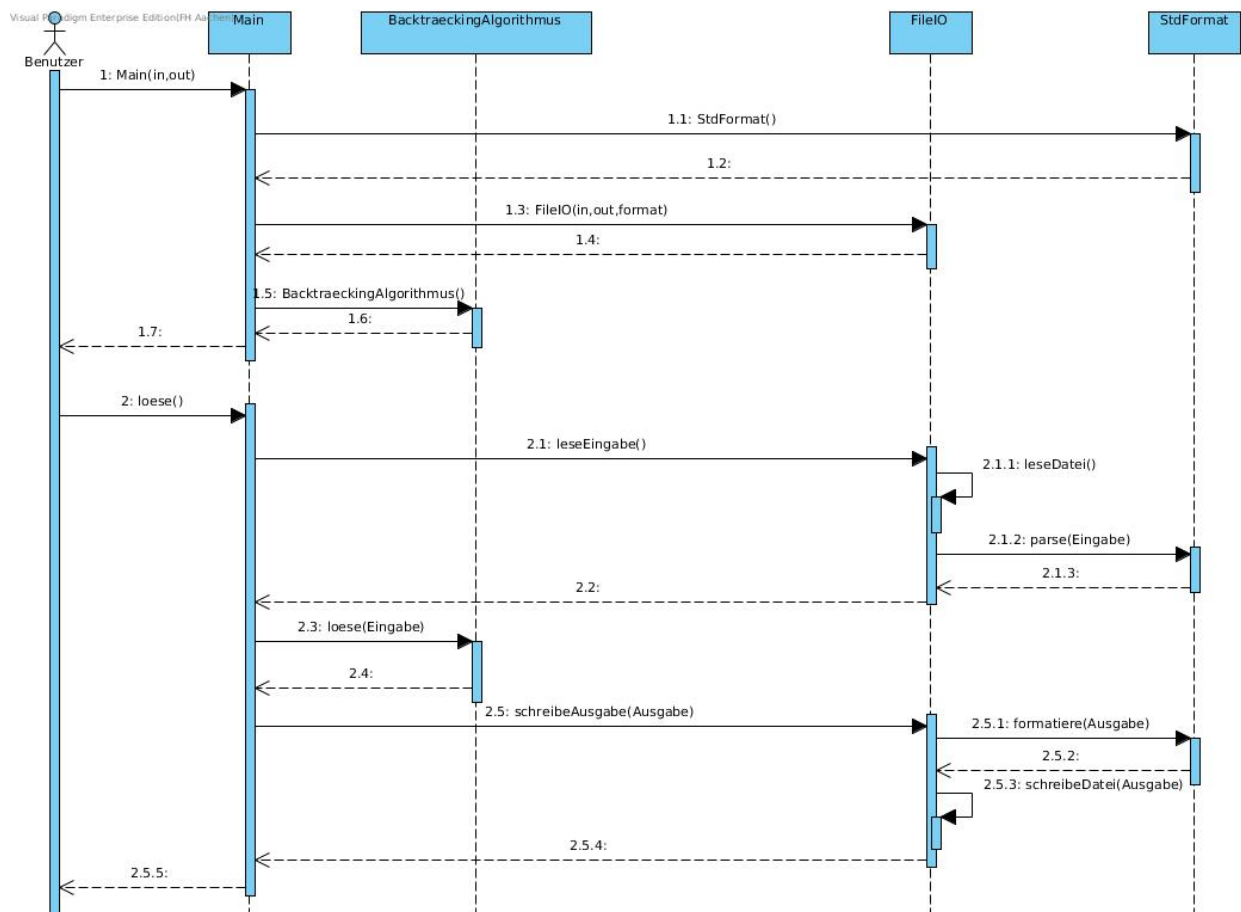 Visual Paradigm Enterprise Edition(FH Aachen)
Main
BacktraeckingAlgorithmus
FileIO
StdFormat
Benutzer
1: Main(in,out)
1.1: StdFormat()
1.2:
1.3: FileIO(in,out,format)
1.4:
1.5: BacktraeckingAlgorithmus()
1.6:
1.7:
2: loese()
2.1: leseEingabe()
2.1.1: leseDatei()
2.1.2: parse(Eingabe)
2.1.3:
2.2:
2.3: loese(Eingabe)
2.4:
2.5: schreibeAusgabe(Ausgabe)
2.5.1: formatiere(Ausgabe)
2.5.2:
2.5.3: schreibeDatei(Ausgabe)
2.5.4:
2.5.5: